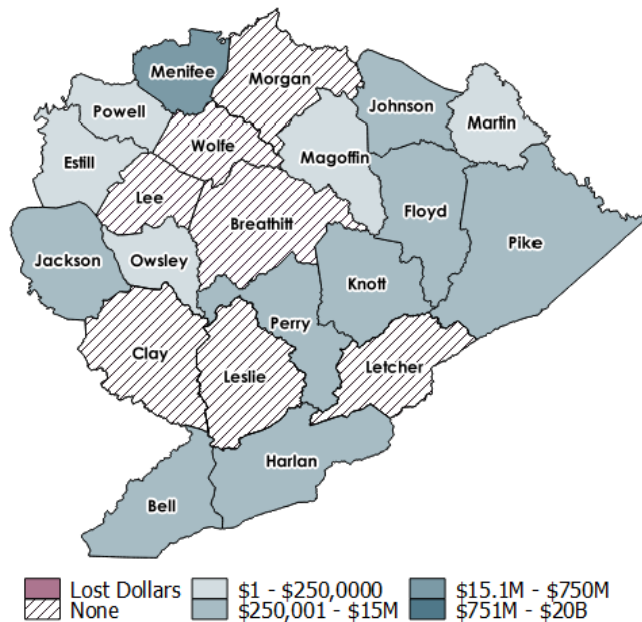 Menifee
Morgan
Powell
Johnson
Martin
Wolfe
Magoffin
Estill
Lee
Floyd
Breathitt
Pike
Jackson
Owsley
Knott
Perry
Clay
Letcher
Leslie
Harlan
Bell
Lost Dollars $1 - $250,0000 $15.1M - $750M
None $250,001 - $15M $751M - $20B